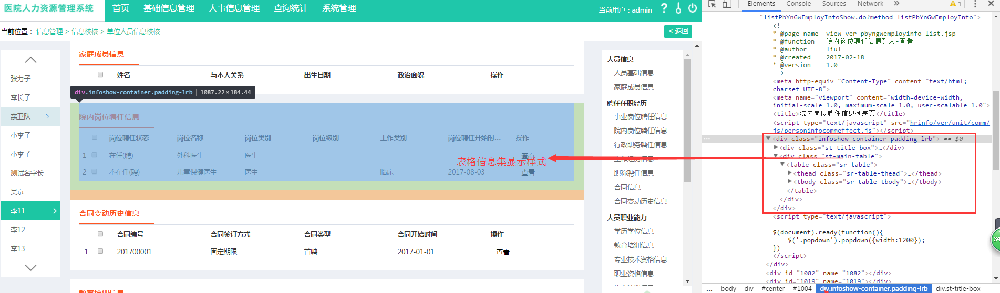 医院人力资源管理系统
首页 基础信息管理 人事信息管理 查询统计 系统管理
当前用户：admin
当前位置： 信息管理 > 信息校核 > 单位人员信息校核
< 返回
张力子
李长子
亲卫队
小李子
小李子
测试名字长
吴京
李11
李12
李13
家庭成员信息
姓名 与本人关系 出生日期 政治面貌 操作
div.infoshow-container.padding-lrb 1087.22×184.44
院内岗位聘任信息
岗位聘任状态 岗位名称 岗位类别 岗位级别 工作类别 岗位聘任开始时... 操作
1 在任(聘) 外科医生 医生 查看
2 不在任(聘) 儿童保健医生 医生 临床 2017-08-03 查看
表格信息集显示样式
合同变动历史信息
合同编号 合同签订方式 合同类型 合同开始时间 操作
1 201700001 固定期限 首聘 2017-01-01 查看
教育培训信息
人员信息
人员基础信息
家庭成员信息
聘任任职经历
事业岗位聘任信息
院内岗位聘任信息
行政职务聘任信息
工作经历信息
职称聘任信息
合同信息
合同变动历史信息
人员职业能力
学历学位信息
教育培训信息
专业技术资格信息
职业资格信息
Elements Console Sources Network » 1
"listPbYnGwEmployInfoShow.do?method=listPbYnGwEmployInfo">
<!--
* @page name view_ver_pbyngwemployinfo_list.jsp
* @function 院内岗位聘任信息列表-查看
* @author liul
* @created 2017-02-18
* @version 1.0
-->
<meta http-equiv="Content-Type" content="text/html;
charset=UTF-8">
<meta name="viewport" content="width=device-width,
initial-scale=1.0, maximum-scale=1.0, user-scalable=1.0">
<title>院内岗位聘任信息列表页</title>
<script type="text/javascript" src="hrinfo/ver/unit/comm/
js/personinfocommeffect.js"></script>
<div class="infoshow-container padding-lrb"> == $0
<div class="st-title-box">…</div>
<div class="st-main-table">
<table class="sr-table">
<thead class="sr-table-thead">…</thead>
<tbody class="sr-table-tbody">…</tbody>
</table>
</div>
</div>
<script type="text/javascript">
$(document).ready(function(){
$('.popdown').popdown({width:1200});
})
</script>
</div>
<div id="1082" name="1082"></div>
<div id="1019" name="1019"></div>
... body div #center #1004 div.infoshow-container.padding-lrb div.st-title-box
34